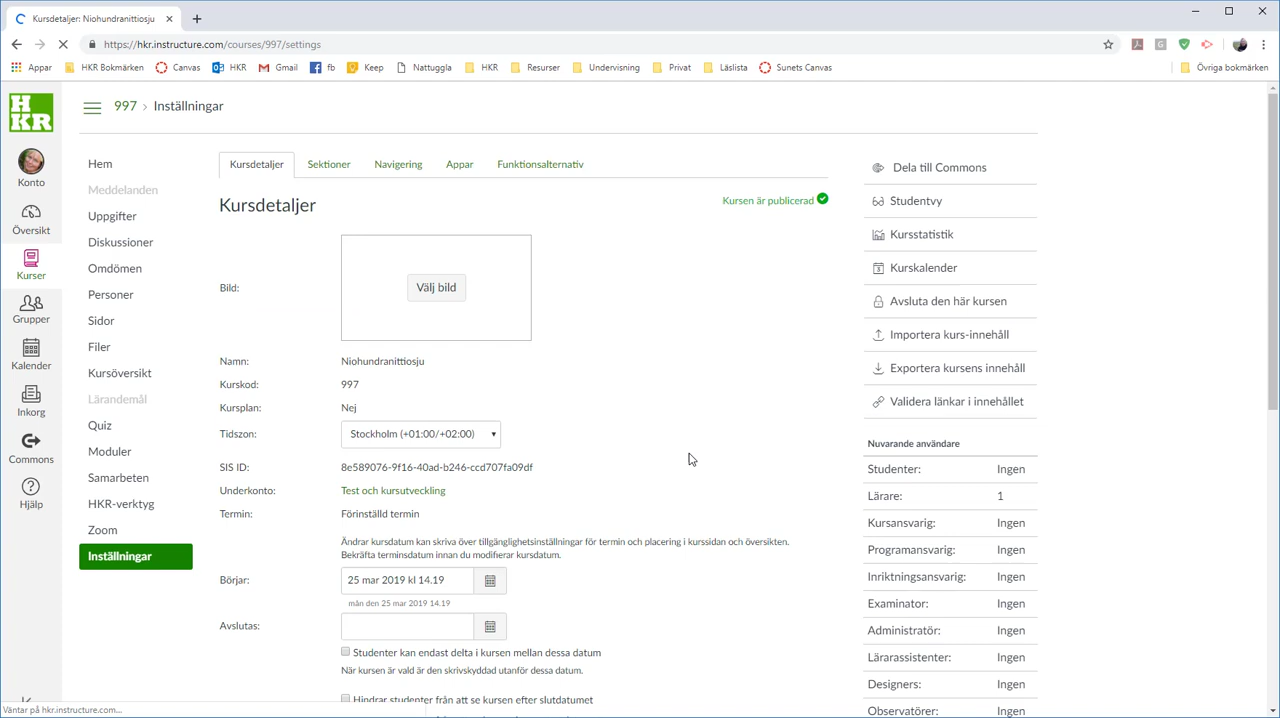 Kursdetaljer: Niohundranittiosju
https://hkr.instructure.com/courses/997/settings
Appar HKR Bokmärken Canvas HKR Gmail fb Keep Nattuggla HKR Resurser Undervisning Privat Läslista Sunets Canvas Övriga bokmärken
HKR
997 › Inställningar
Konto
Översikt
Kurser
Grupper
Kalender
Inkorg
Commons
Hjälp
Hem
Meddelanden
Uppgifter
Diskussioner
Omdömen
Personer
Sidor
Filer
Kursöversikt
Lärandemål
Quiz
Moduler
Samarbeten
HKR-verktyg
Zoom
Inställningar
Kursdetaljer Sektioner Navigering Appar Funktionsalternativ
Kursdetaljer
Kursen är publicerad
Bild: Välj bild
Namn: Niohundranittiosju
Kurskod: 997
Kursplan: Nej
Tidszon: Stockholm (+01:00/+02:00)
SIS ID: 8e589076-9f16-40ad-b246-ccd707fa09df
Underkonto: Test och kursutveckling
Termin: Förinställd termin
Ändrar kursdatum kan skriva över tillgänglighetsinställningar för termin och placering i kurssidan och översikten.
Bekräfta terminsdatum innan du modifierar kursdatum.
Börjar: 25 mar 2019 kl 14.19
mån den 25 mar 2019 14.19
Avslutas:
Studenter kan endast delta i kursen mellan dessa datum
När kursen är vald är den skrivskyddad utanför dessa datum.
Hindrar studenter från att se kursen efter slutdatumet
Dela till Commons
Studentvy
Kursstatistik
Kurskalender
Avsluta den här kursen
Importera kurs-innehåll
Exportera kursens innehåll
Validera länkar i innehållet
Nuvarande användare
Studenter: Ingen
Lärare: 1
Kursansvarig: Ingen
Programansvarig: Ingen
Inriktningsansvarig: Ingen
Examinator: Ingen
Administratör: Ingen
Lärarassistenter: Ingen
Designers: Ingen
Observatörer: Ingen
Väntar på hkr.instructure.com...